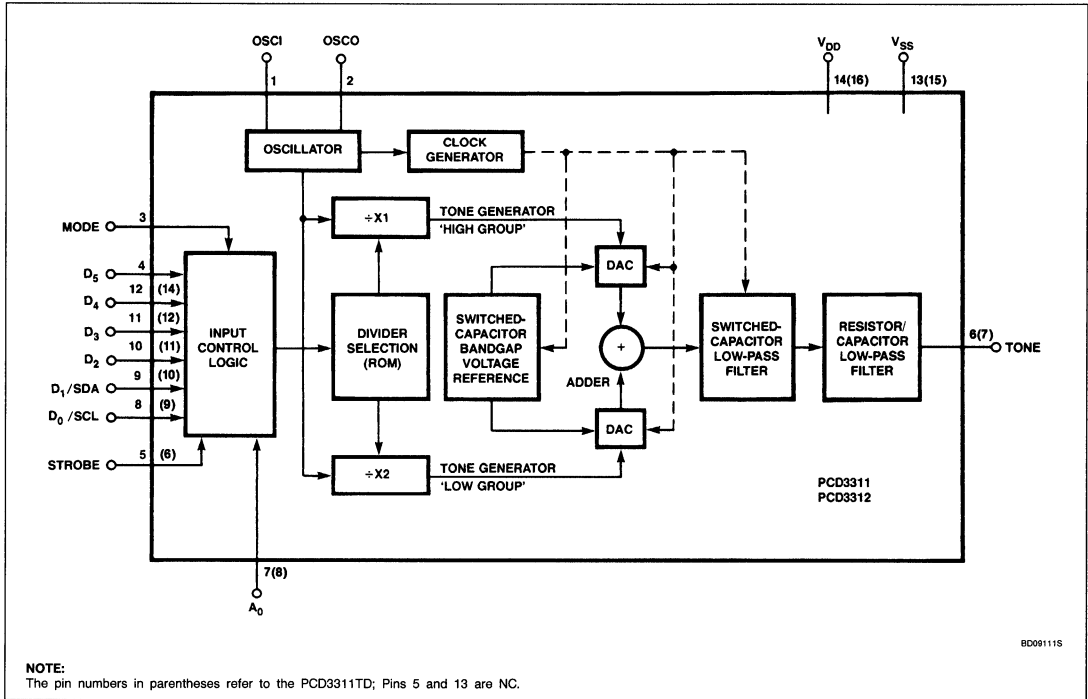 OSCI
OSCO
V_DD
V_SS
1
2
14(16)
13(15)
OSCILLATOR
CLOCK
GENERATOR
MODE
3
÷X1
TONE GENERATOR
'HIGH GROUP'
DAC
D5
4
D4
12
(14)
D3
11
(12)
D2
10
(11)
D1/SDA
9
(10)
D0/SCL
8
(9)
STROBE
5
(6)
INPUT
CONTROL
LOGIC
DIVIDER
SELECTION
(ROM)
SWITCHED-
CAPACITOR
BANDGAP
VOLTAGE
REFERENCE
+
ADDER
SWITCHED-
CAPACITOR
LOW-PASS
FILTER
RESISTOR/
CAPACITOR
LOW-PASS
FILTER
6(7)
TONE
DAC
÷X2
TONE GENERATOR
'LOW GROUP'
PCD3311
PCD3312
7(8)
A0
BD09111S
NOTE:
The pin numbers in parentheses refer to the PCD3311TD; Pins 5 and 13 are NC.